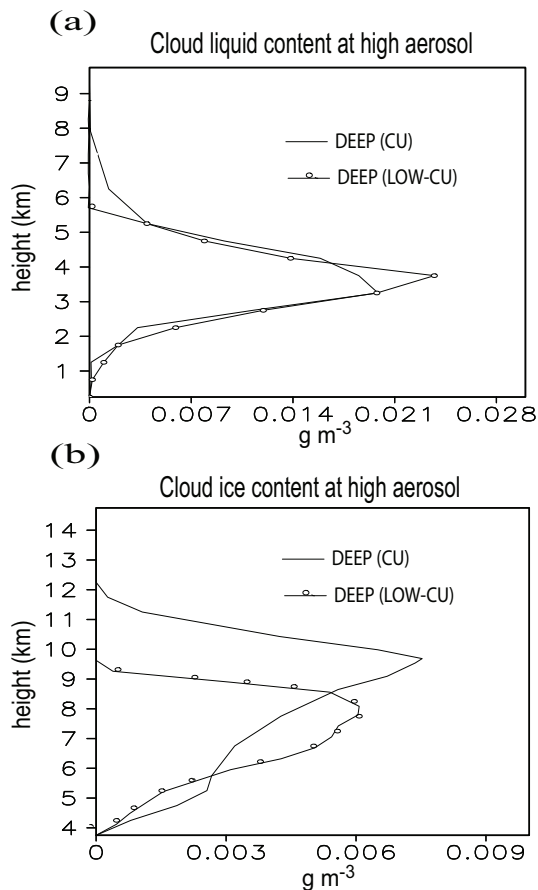 (a)
Cloud liquid content at high aerosol
9
8
7
6
5
4
3
2
1
height (km)
DEEP (CU)
DEEP (LOW-CU)
0 0.007 0.014 0.021 0.028
g m⁻³
(b)
Cloud ice content at high aerosol
14
13
12
11
10
9
8
7
6
5
4
height (km)
DEEP (CU)
DEEP (LOW-CU)
0 0.003 0.006 0.009
g m⁻³